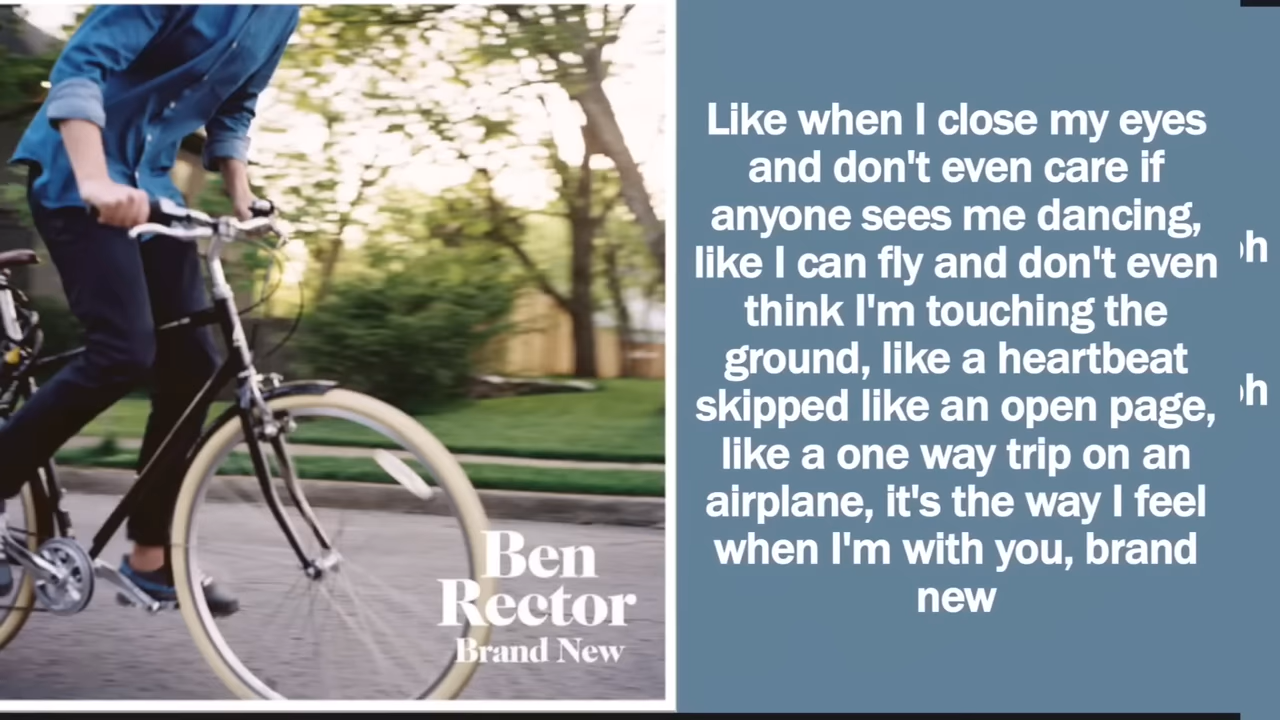 Ben
Rector
Brand New
Like when I close my eyes
and don't even care if
anyone sees me dancing,
like I can fly and don't even
think I'm touching the
ground, like a heartbeat
skipped like an open page,
like a one way trip on an
airplane, it's the way I feel
when I'm with you, brand
new